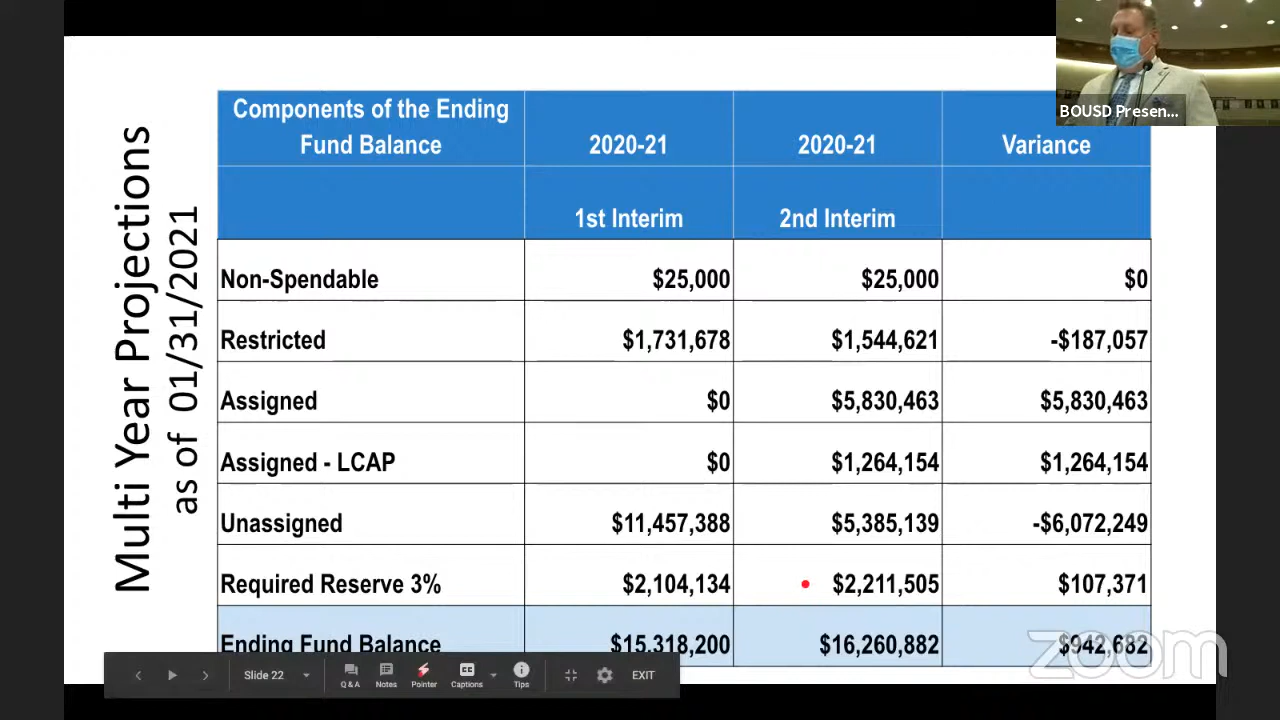 BOUSD Presen...
Multi Year Projections
as of 01/31/2021
Components of the Ending
Fund Balance 2020-21 2020-21 Variance
1st Interim 2nd Interim
Non-Spendable $25,000 $25,000 $0
Restricted $1,731,678 $1,544,621 -$187,057
Assigned $0 $5,830,463 $5,830,463
Assigned - LCAP $0 $1,264,154 $1,264,154
Unassigned $11,457,388 $5,385,139 -$6,072,249
Required Reserve 3% $2,104,134 $2,211,505 $107,371
Ending Fund Balance $15,318,200 $16,260,882 $942,682
zoom
Slide 22 Q & A Notes Pointer CC Captions Tips EXIT